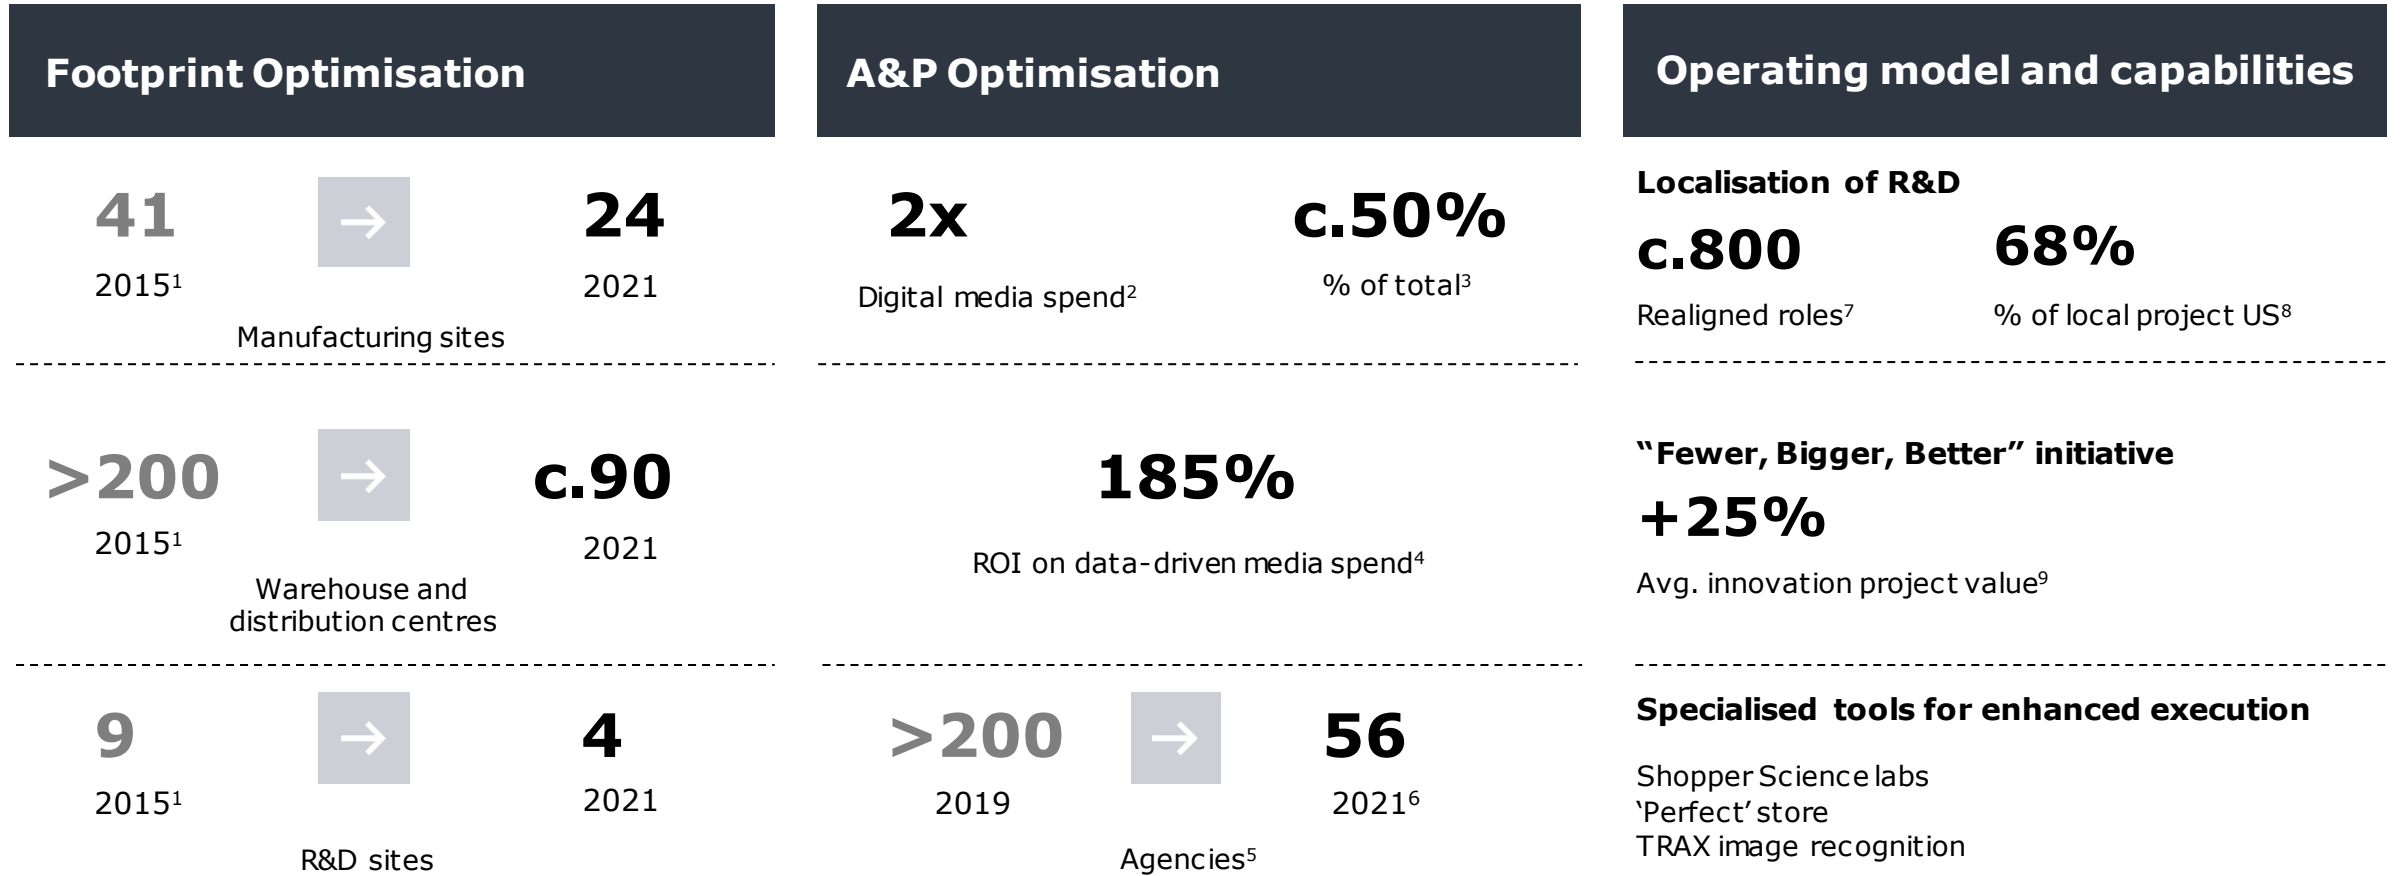 Footprint Optimisation
41
→
24
2015¹
2021
Manufacturing sites
>200
→
c.90
2015¹
2021
Warehouse and
distribution centres
9
→
4
2015¹
2021
R&D sites
A&P Optimisation
2x
c.50%
Digital media spend²
% of total³
185%
ROI on data-driven media spend⁴
>200
→
56
2019
2021⁶
Agencies⁵
Operating model and capabilities
Localisation of R&D
c.800
68%
Realigned roles⁷
% of local project US⁸
“Fewer, Bigger, Better” initiative
+25%
Avg. innovation project value⁹
Specialised tools for enhanced execution
Shopper Science labs
‘Perfect’ store
TRAX image recognition